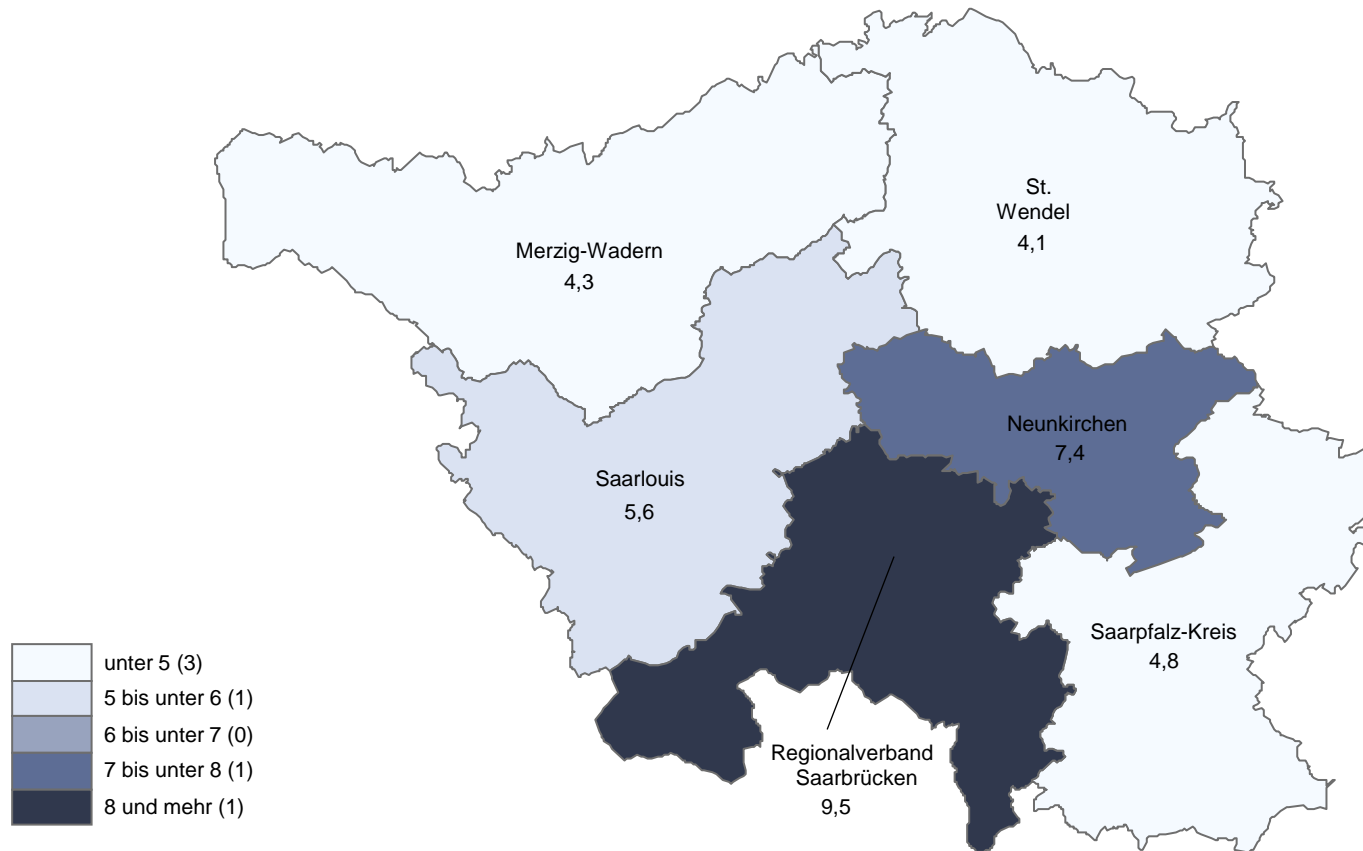 St.
Wendel
4,1
Merzig-Wadern
4,3
Neunkirchen
7,4
Saarlouis
5,6
Saarpfalz-Kreis
4,8
Regionalverband
Saarbrücken
9,5
unter 5 (3)
5 bis unter 6 (1)
6 bis unter 7 (0)
7 bis unter 8 (1)
8 und mehr (1)